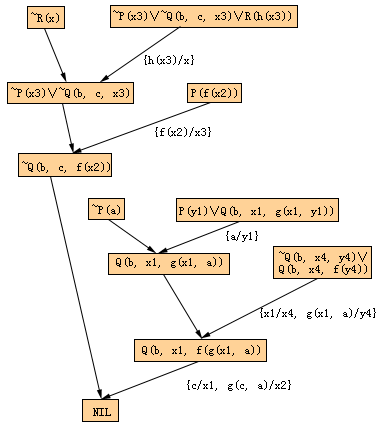 ~R(x)
~P(x3)∨~Q(b, c, x3)∨R(h(x3))
{h(x3)/x}
~P(x3)∨~Q(b, c, x3)
P(f(x2))
{f(x2)/x3}
~Q(b, c, f(x2))
~P(a)
P(y1)∨Q(b, x1, g(x1, y1))
{a/y1}
Q(b, x1, g(x1, a))
~Q(b, x4, y4)∨
Q(b, x4, f(y4))
{x1/x4, g(x1, a)/y4}
Q(b, x1, f(g(x1, a))
{c/x1, g(c, a)/x2}
NIL